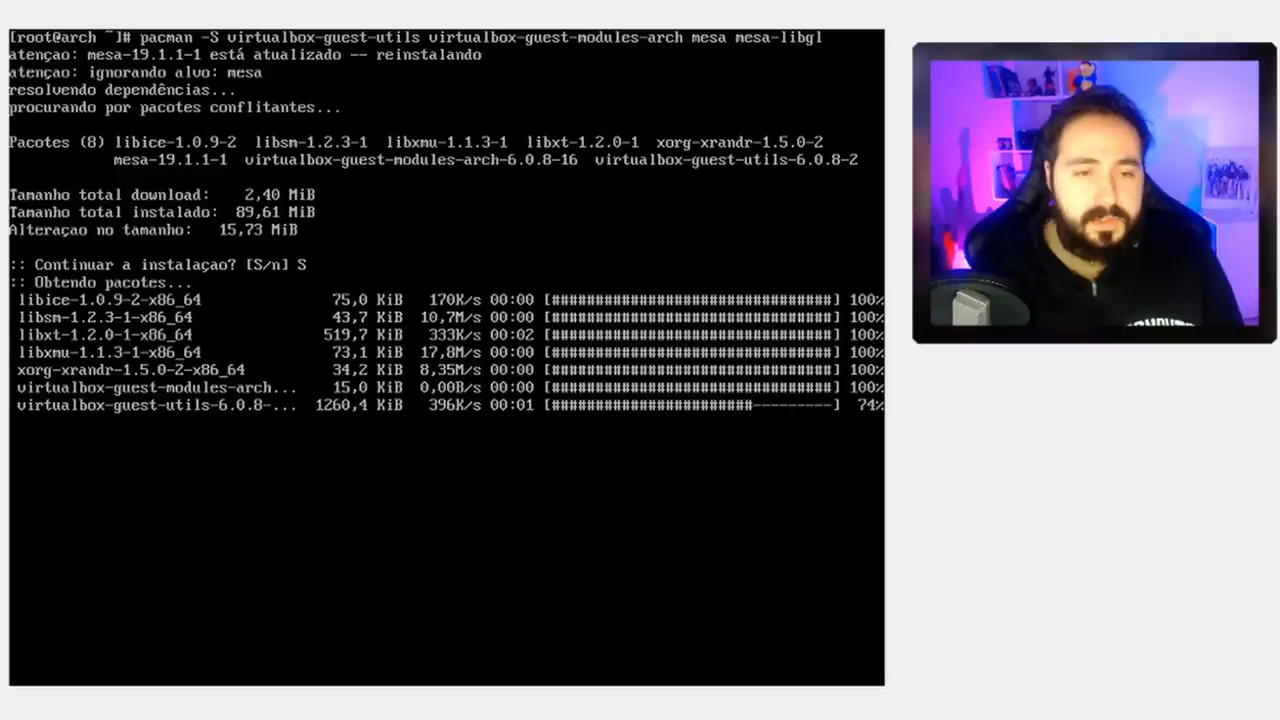 [root@arch ~]# pacman -S virtualbox-guest-utils virtualbox-guest-modules-arch mesa mesa-libgl
atençao: mesa-19.1.1-1 está atualizado -- reinstalando
atençao: ignorando alvo: mesa
resolvendo dependências...
procurando por pacotes conflitantes...
Pacotes (8) libice-1.0.9-2 libsm-1.2.3-1 libxmu-1.1.3-1 libxt-1.2.0-1 xorg-xrandr-1.5.0-2
mesa-19.1.1-1 virtualbox-guest-modules-arch-6.0.8-16 virtualbox-guest-utils-6.0.8-2
Tamanho total download: 2,40 MiB
Tamanho total instalado: 89,61 MiB
Alteraçao no tamanho: 15,73 MiB
:: Continuar a instalaçao? [S/n] S
:: Obtendo pacotes...
libice-1.0.9-2-x86_64 75,0 KiB 170K/s 00:00 [################################] 100%
libsm-1.2.3-1-x86_64 43,7 KiB 10,7M/s 00:00 [################################] 100%
libxt-1.2.0-1-x86_64 519,7 KiB 333K/s 00:02 [################################] 100%
libxmu-1.1.3-1-x86_64 73,1 KiB 17,8M/s 00:00 [################################] 100%
xorg-xrandr-1.5.0-2-x86_64 34,2 KiB 8,35M/s 00:00 [################################] 100%
virtualbox-guest-modules-arch... 15,0 KiB 0,00B/s 00:00 [################################] 100%
virtualbox-guest-utils-6.0.8-... 1260,4 KiB 396K/s 00:01 [#######################---------] 74%